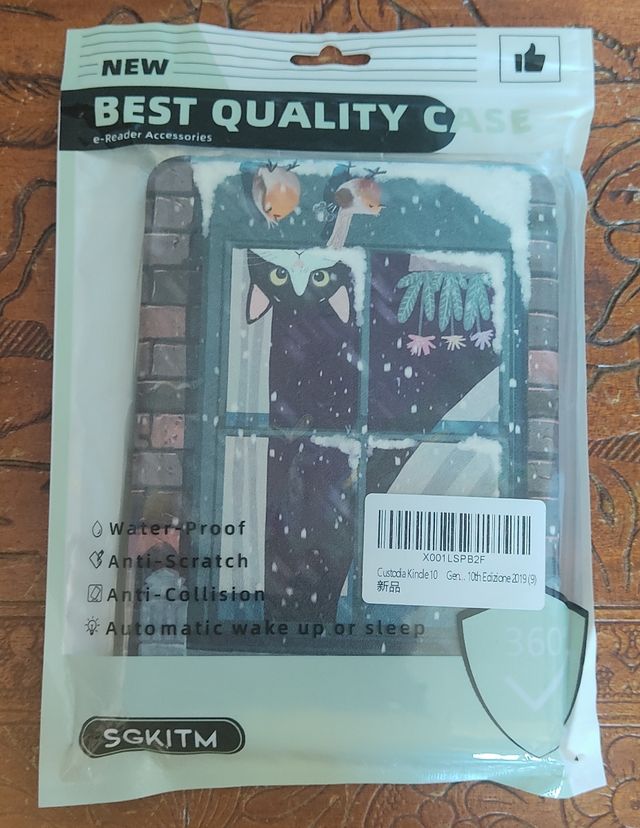 NEW
BEST QUALITY CASE
e-Reader Accessories
Water-Proof
Anti-Scratch
Anti-Collision
Automatic wake up or sleep
X001LSPB2F
Custodia Kindle 10 Gen... 10th Edizione 2019 (9)
新品
360
SGKITM